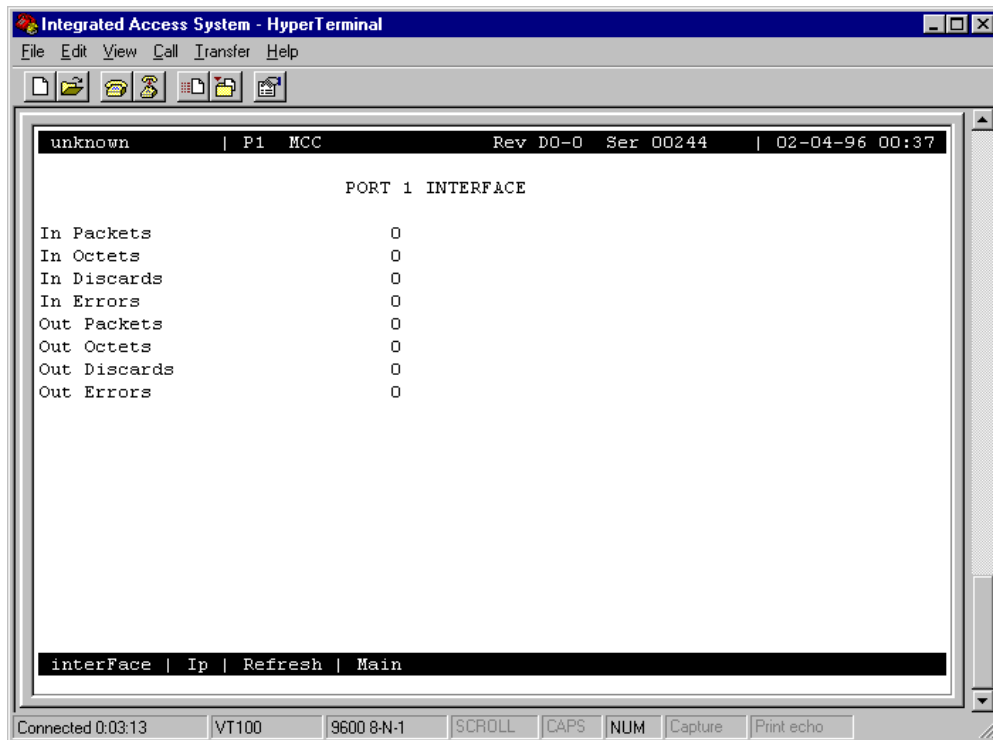 Integrated Access System - HyperTerminal
File Edit View Call Transfer Help
unknown | P1 MCC Rev D0-0 Ser 00244 | 02-04-96 00:37
PORT 1 INTERFACE
In Packets 0
In Octets 0
In Discards 0
In Errors 0
Out Packets 0
Out Octets 0
Out Discards 0
Out Errors 0
interFace | Ip | Refresh | Main
Connected 0:03:13 VT100 9600 8-N-1 SCROLL CAPS NUM Capture Print echo